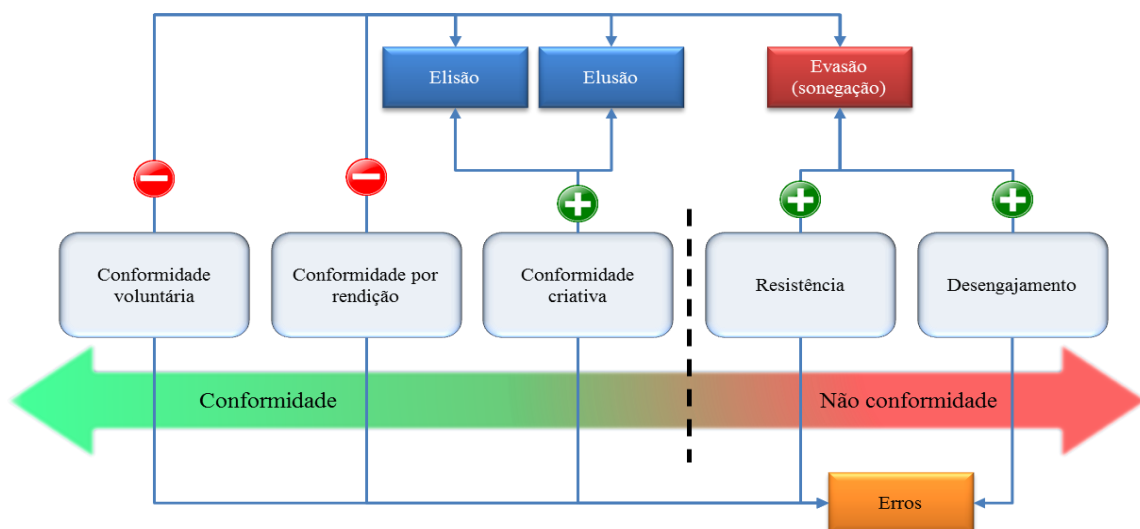 Elisão
Elusão
Evasão
(sonegação)
Conformidade
voluntária
Conformidade por
rendição
Conformidade
criativa
Resistência
Desengajamento
Conformidade
Não conformidade
Erros